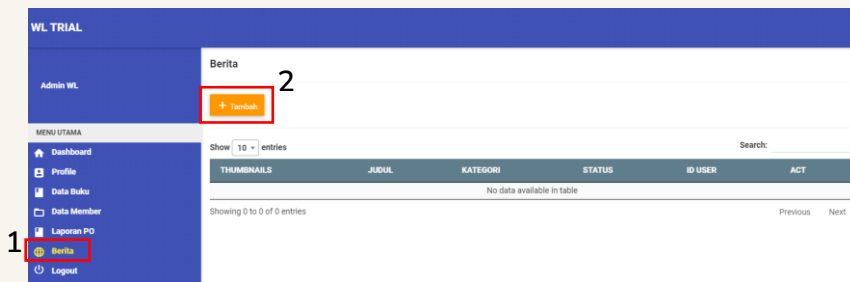 WL TRIAL
Admin WL
MENU UTAMA
Dashboard
Profile
Data Buku
Data Member
Laporan PO
1
Berita
Logout
Berita
2
+ Tambah
Show 10 entries
Search:
THUMBNAILS JUDUL KATEGORI STATUS ID USER ACT
No data available in table
Showing 0 to 0 of 0 entries
Previous Next